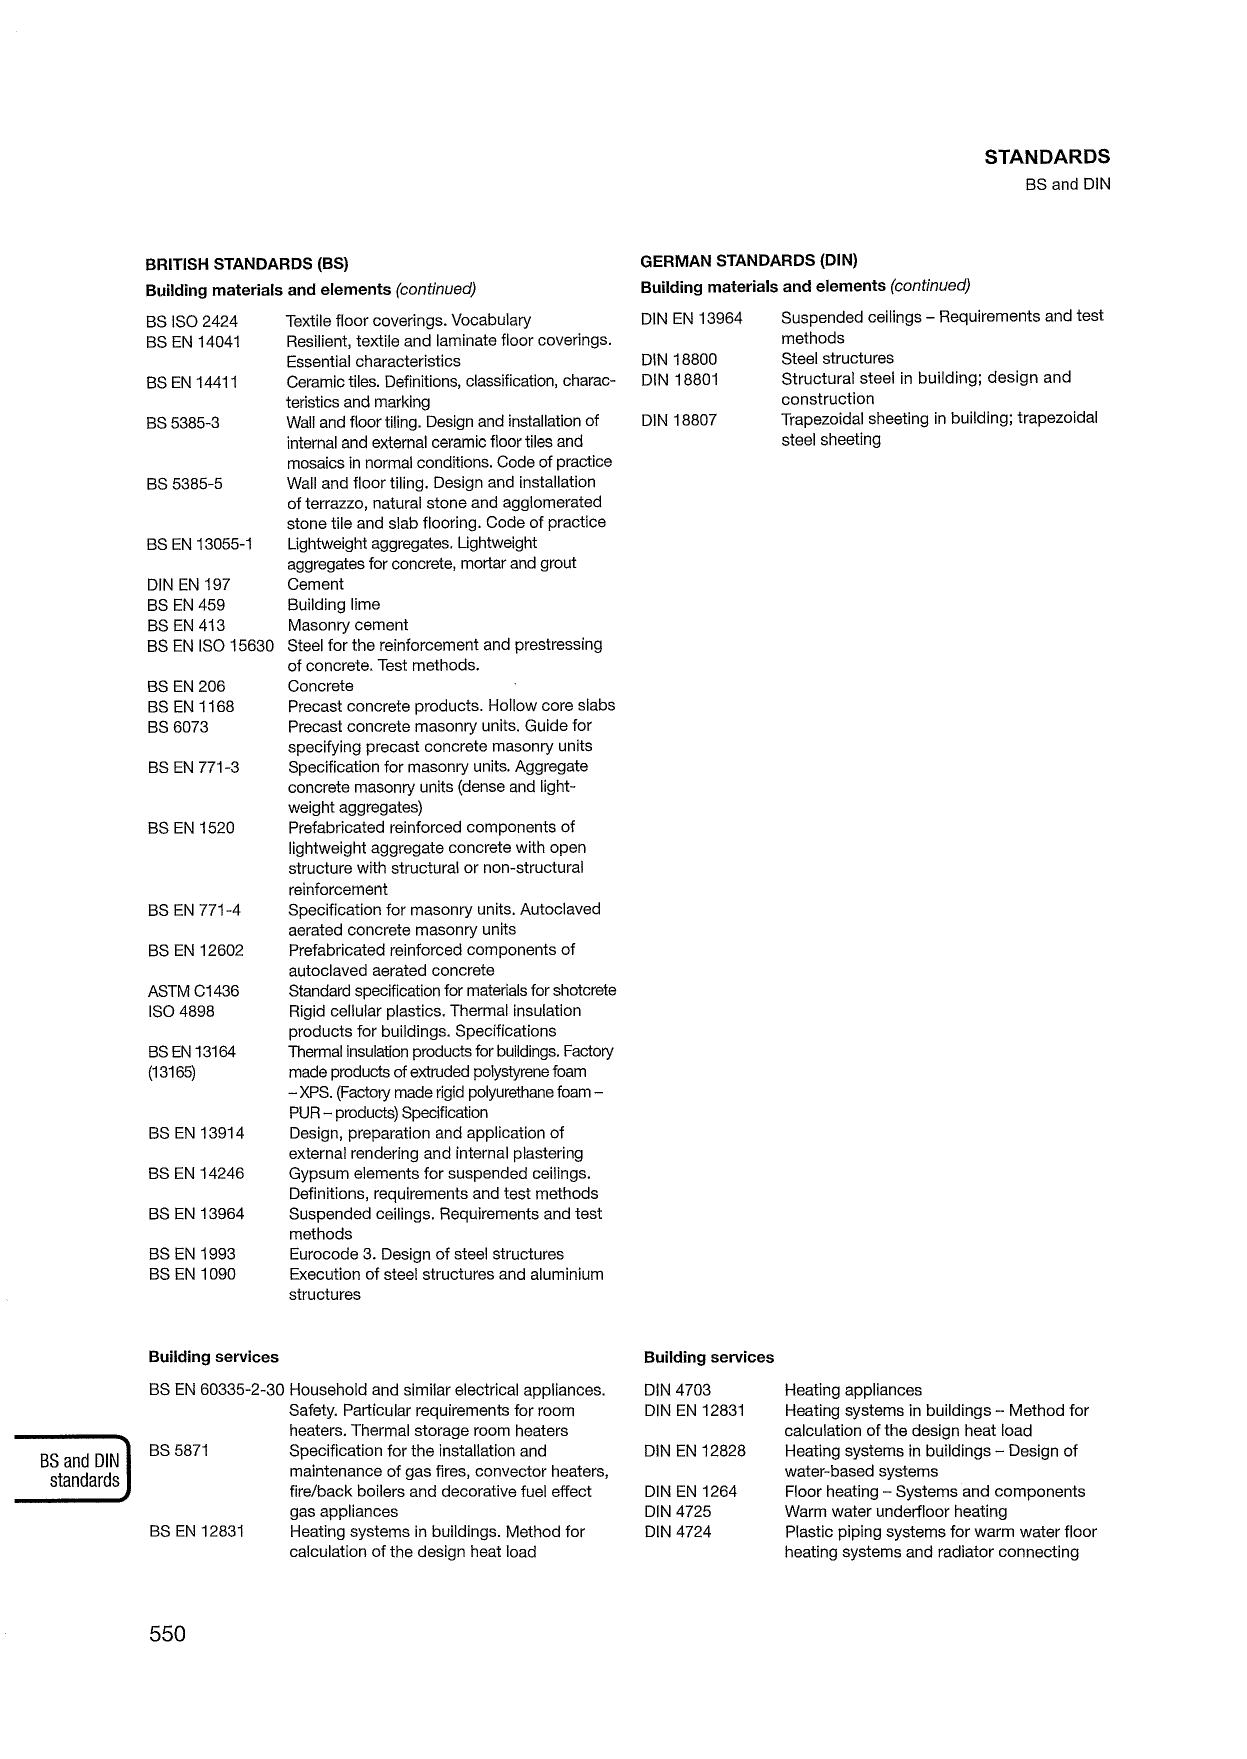 STANDARDS
BS and DIN
BRITISH STANDARDS (BS)
Building materials and elements (continued)
BS ISO 2424 Textile floor coverings. Vocabulary
BS EN 14041 Resilient, textile and laminate floor coverings.
Essential characteristics
BS EN 14411 Ceramic tiles. Definitions, classification, charac-
teristics and marking
BS 5385-3 Wall and floor tiling. Design and installation of
internal and external ceramic floor tiles and
mosaics in normal conditions. Code of practice
BS 5385-5 Wall and floor tiling. Design and installation
of terrazzo, natural stone and agglomerated
stone tile and slab flooring. Code of practice
BS EN 13055-1 Lightweight aggregates. Lightweight
aggregates for concrete, mortar and grout
DIN EN 197 Cement
BS EN 459 Building lime
BS EN 413 Masonry cement
BS EN ISO 15630 Steel for the reinforcement and prestressing
of concrete. Test methods.
BS EN 206 Concrete
BS EN 1168 Precast concrete products. Hollow core slabs
BS 6073 Precast concrete masonry units. Guide for
specifying precast concrete masonry units
BS EN 771-3 Specification for masonry units. Aggregate
concrete masonry units (dense and light-
weight aggregates)
BS EN 1520 Prefabricated reinforced components of
lightweight aggregate concrete with open
structure with structural or non-structural
reinforcement
BS EN 771-4 Specification for masonry units. Autoclaved
aerated concrete masonry units
BS EN 12602 Prefabricated reinforced components of
autoclaved aerated concrete
ASTM C1436 Standard specification for materials for shotcrete
ISO 4898 Rigid cellular plastics. Thermal insulation
products for buildings. Specifications
BS EN 13164 Thermal insulation products for buildings. Factory
(13165) made products of extruded polystyrene foam
– XPS. (Factory made rigid polyurethane foam –
PUR – products) Specification
BS EN 13914 Design, preparation and application of
external rendering and internal plastering
BS EN 14246 Gypsum elements for suspended ceilings.
Definitions, requirements and test methods
BS EN 13964 Suspended ceilings. Requirements and test
methods
BS EN 1993 Eurocode 3. Design of steel structures
BS EN 1090 Execution of steel structures and aluminium
structures
GERMAN STANDARDS (DIN)
Building materials and elements (continued)
DIN EN 13964 Suspended ceilings – Requirements and test
methods
DIN 18800 Steel structures
DIN 18801 Structural steel in building; design and
construction
DIN 18807 Trapezoidal sheeting in building; trapezoidal
steel sheeting
Building services
BS EN 60335-2-30 Household and similar electrical appliances.
Safety. Particular requirements for room
heaters. Thermal storage room heaters
BS 5871 Specification for the installation and
maintenance of gas fires, convector heaters,
fire/back boilers and decorative fuel effect
gas appliances
BS EN 12831 Heating systems in buildings. Method for
calculation of the design heat load
Building services
DIN 4703 Heating appliances
DIN EN 12831 Heating systems in buildings – Method for
calculation of the design heat load
DIN EN 12828 Heating systems in buildings – Design of
water-based systems
DIN EN 1264 Floor heating – Systems and components
DIN 4725 Warm water underfloor heating
DIN 4724 Plastic piping systems for warm water floor
heating systems and radiator connecting
BS and DIN
standards
550